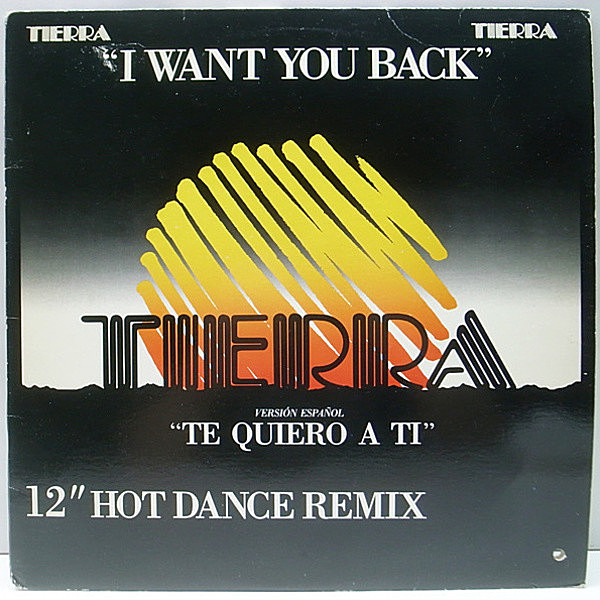 TIERRA
TIERRA
"I WANT YOU BACK"
TIERRA
VERSIÓN ESPAÑOL
"TE QUIERO A TI"
12" HOT DANCE REMIX